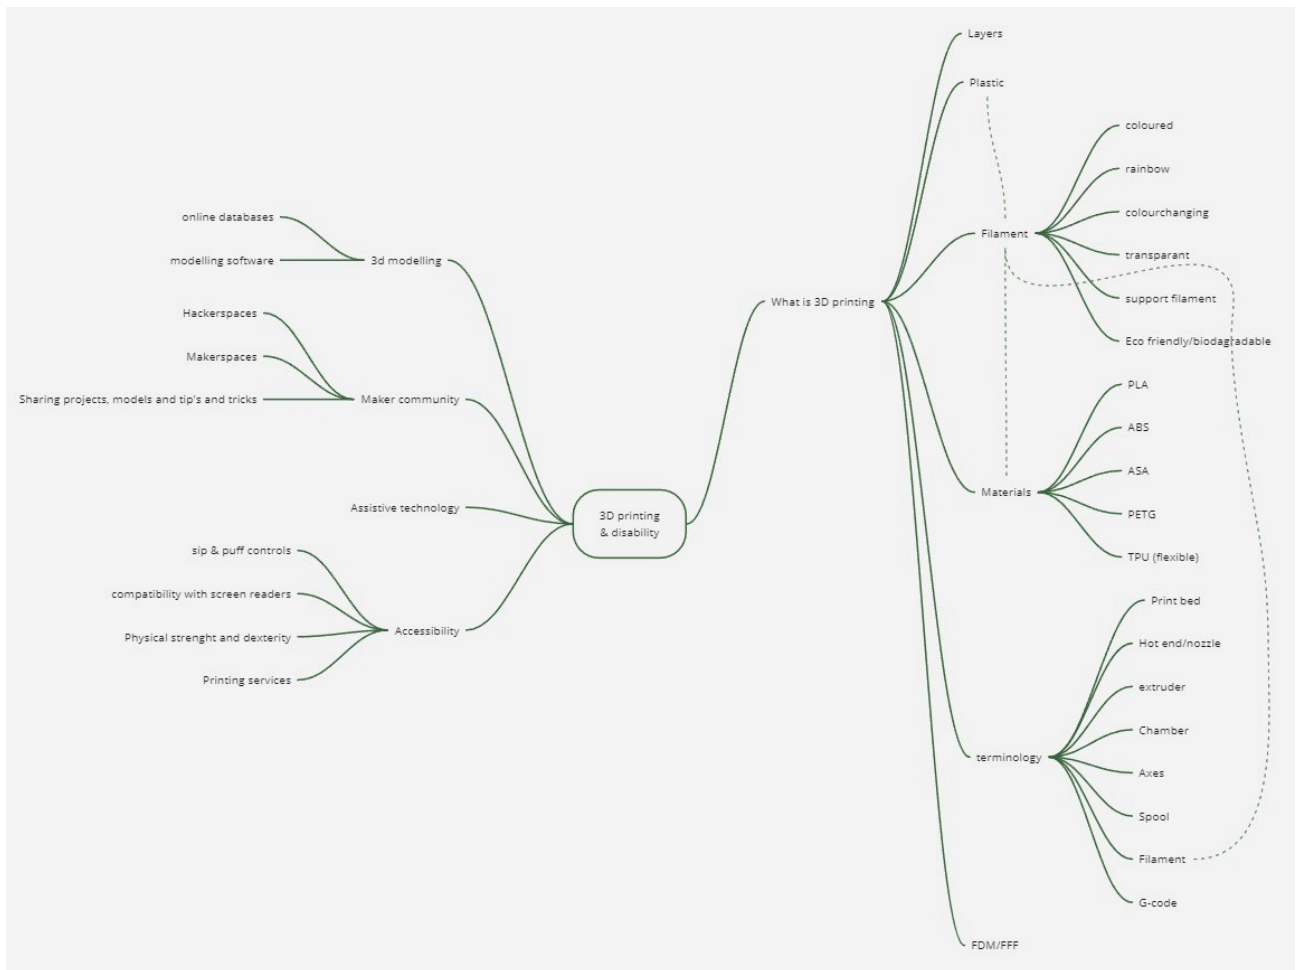 3D printing
& disability
3d modelling
online databases
modelling software
Maker community
Hackerspaces
Makerspaces
Sharing projects, models and tip's and tricks
Assistive technology
Accessibility
sip & puff controls
compatibility with screen readers
Physical strenght and dexterity
Printing services
What is 3D printing
Layers
Plastic
Filament
coloured
rainbow
colourchanging
transparant
support filament
Eco friendly/biodagradable
Materials
PLA
ABS
ASA
PETG
TPU (flexible)
terminology
Print bed
Hot end/nozzle
extruder
Chamber
Axes
Spool
Filament
G-code
FDM/FFF